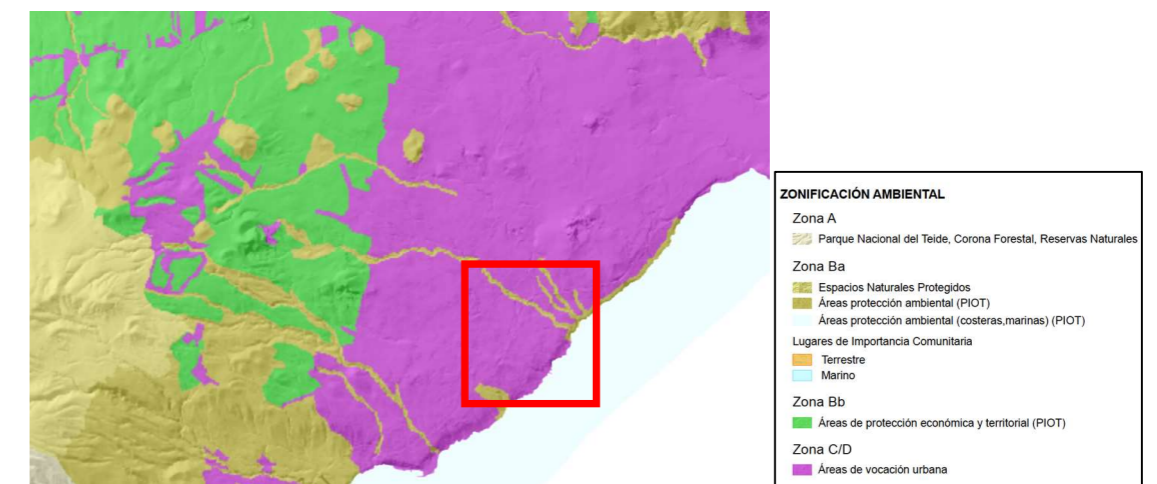 ZONIFICACIÓN AMBIENTAL
Zona A
Parque Nacional del Teide, Corona Forestal, Reservas Naturales
Zona Ba
Espacios Naturales Protegidos
Áreas protección ambiental (PIOT)
Áreas protección ambiental (costeras,marinas) (PIOT)
Lugares de Importancia Comunitaria
Terrestre
Marino
Zona Bb
Áreas de protección económica y territorial (PIOT)
Zona C/D
Áreas de vocación urbana